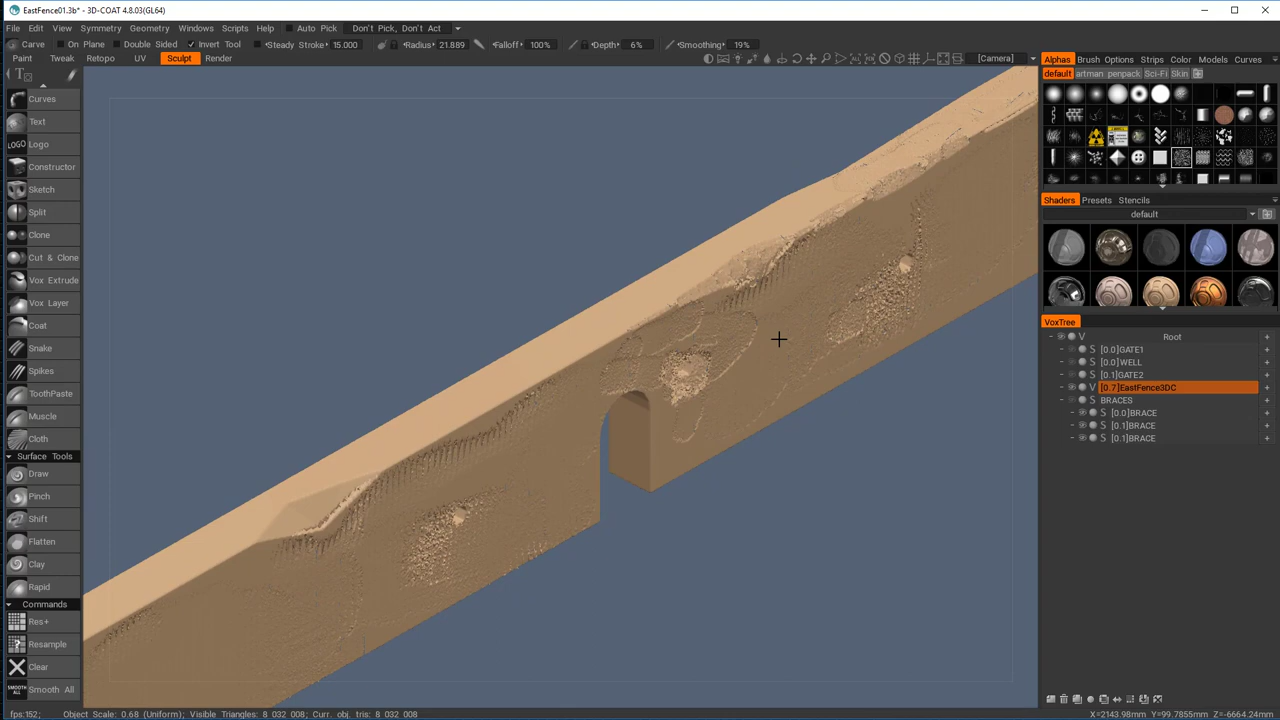 EastFence01.3b* - 3D-COAT 4.8.03(GL64)
File Edit View Symmetry Geometry Windows Scripts Help Auto Pick Don't Pick, Don't Act
Carve On Plane Double Sided Invert Tool Steady Stroke 15.000 Radius 21.889 Falloff 100% Depth 6% Smoothing 19%
Paint Tweak Retopo UV Sculpt Render [Camera]
Curves
Text
LOGO Logo
Constructor
Sketch
Split
Clone
Cut & Clone
Vox Extrude
Vox Layer
Coat
Snake
Spikes
ToothPaste
Muscle
Cloth
Surface Tools
Draw
Pinch
Shift
Flatten
Clay
Rapid
Commands
Res+
Resample
Clear
SMOOTH ALL Smooth All
Alphas Brush Options Strips Color Models Curves
default artman penpack Sci-Fi Skin
Shaders Presets Stencils
default
VoxTree
V Root +
S [0.0]GATE1 +
S [0.0]WELL +
S [0.1]GATE2 +
V [0.7]EastFence3DC +
S BRACES +
S [0.0]BRACE +
S [0.1]BRACE +
S [0.1]BRACE +
fps:152; Object Scale: 0.68 (Uniform); Visible Triangles: 8 032 008; Curr. obj. tris: 8 032 008 X=2143.98mm Y=99.7855mm Z=-6664.24mm